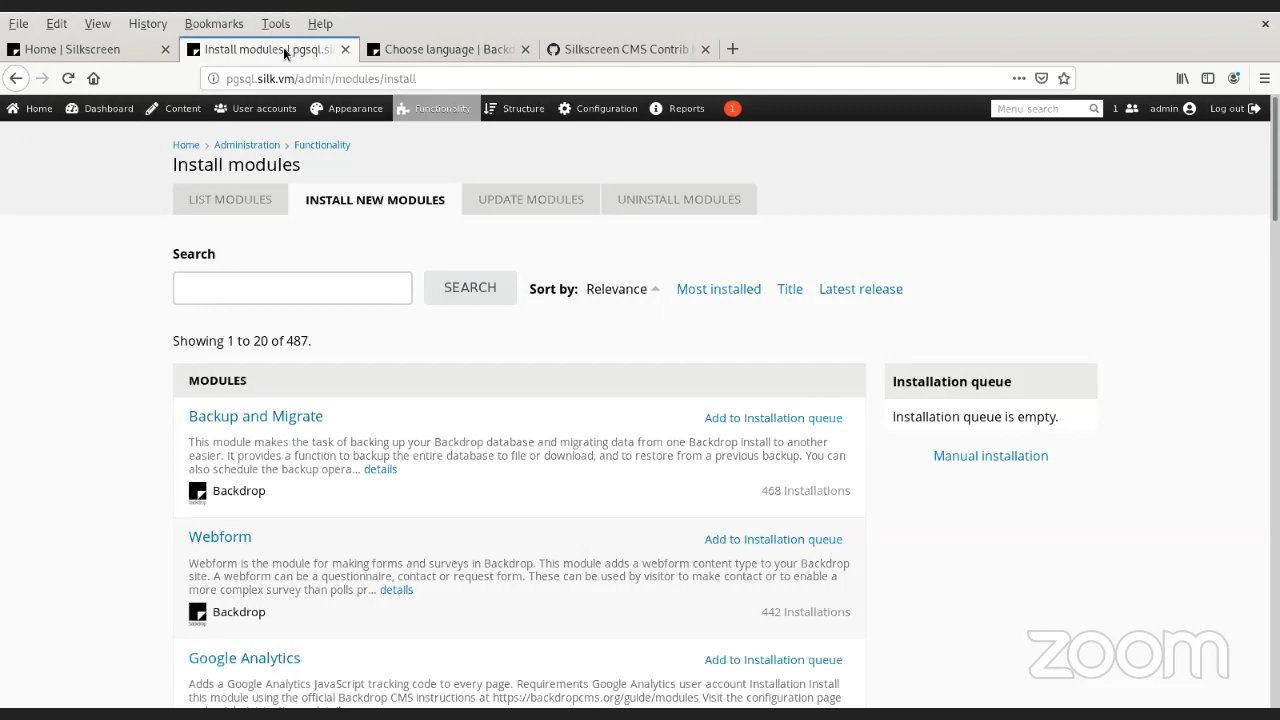 File Edit View History Bookmarks Tools Help
Home | Silkscreen
Install modules | pgsql.sil
Choose language | Backd
Silkscreen CMS Contrib
pgsql.silk.vm/admin/modules/install
Home Dashboard Content User accounts Appearance Functionality Structure Configuration Reports 1 Menu search 1 admin Log out
Home › Administration › Functionality
Install modules
LIST MODULES INSTALL NEW MODULES UPDATE MODULES UNINSTALL MODULES
Search
SEARCH Sort by: Relevance Most installed Title Latest release
Showing 1 to 20 of 487.
MODULES
Backup and Migrate Add to Installation queue
This module makes the task of backing up your Backdrop database and migrating data from one Backdrop install to another
easier. It provides a function to backup the entire database to file or download, and to restore from a previous backup. You can
also schedule the backup opera... details
Backdrop 468 Installations
Webform Add to Installation queue
Webform is the module for making forms and surveys in Backdrop. This module adds a webform content type to your Backdrop
site. A webform can be a questionnaire, contact or request form. These can be used by visitor to make contact or to enable a
more complex survey than polls pr... details
Backdrop 442 Installations
Google Analytics Add to Installation queue
Adds a Google Analytics JavaScript tracking code to every page. Requirements Google Analytics user account Installation Install
this module using the official Backdrop CMS instructions at https://backdropcms.org/guide/modules Visit the configuration page
Installation queue
Installation queue is empty.
Manual installation
zoom